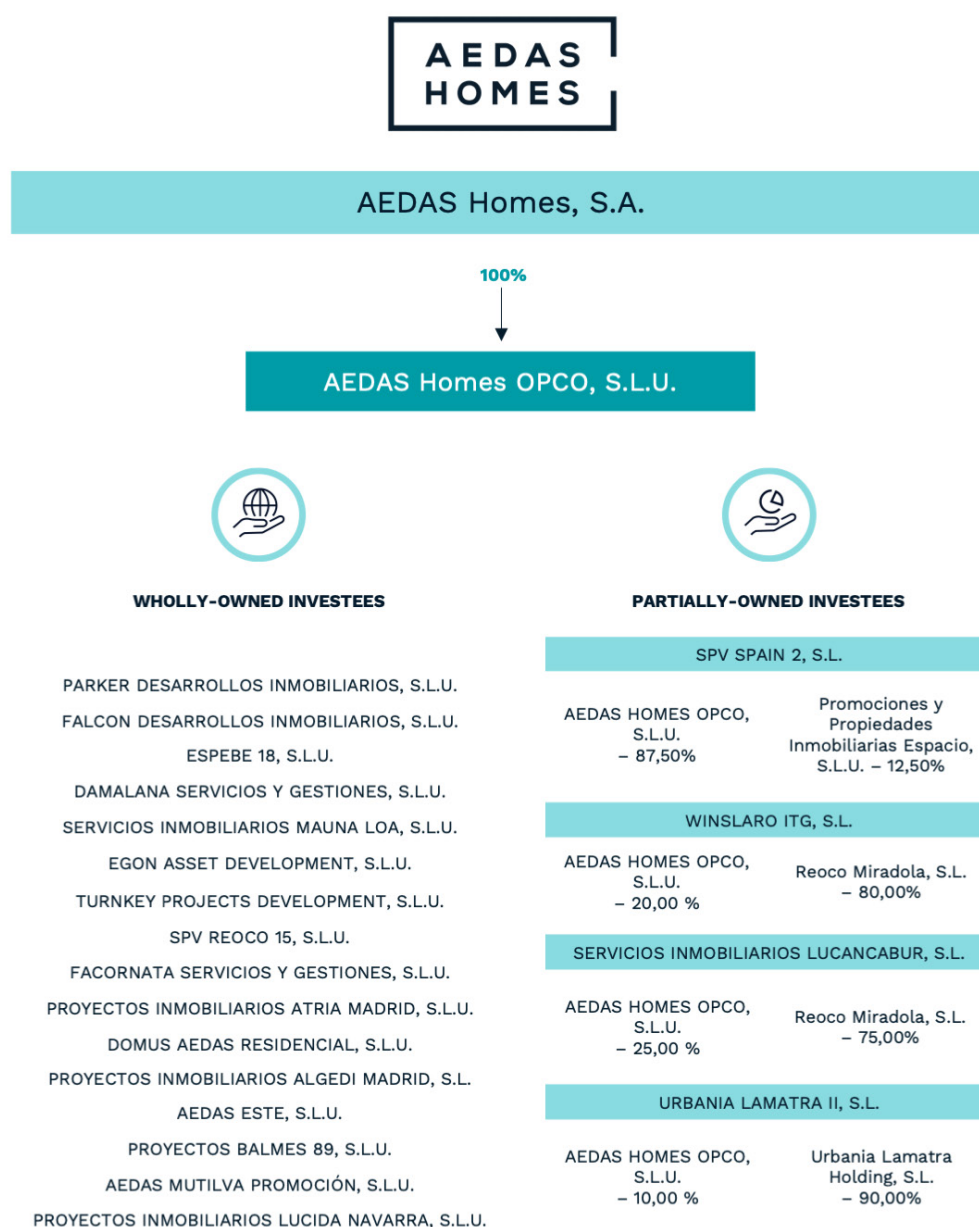 AEDAS
HOMES
AEDAS Homes, S.A.
100%
AEDAS Homes OPCO, S.L.U.
WHOLLY-OWNED INVESTEES
PARKER DESARROLLOS INMOBILIARIOS, S.L.U.
FALCON DESARROLLOS INMOBILIARIOS, S.L.U.
ESPEBE 18, S.L.U.
DAMALANA SERVICIOS Y GESTIONES, S.L.U.
SERVICIOS INMOBILIARIOS MAUNA LOA, S.L.U.
EGON ASSET DEVELOPMENT, S.L.U.
TURNKEY PROJECTS DEVELOPMENT, S.L.U.
SPV REOCO 15, S.L.U.
FACORNATA SERVICIOS Y GESTIONES, S.L.U.
PROYECTOS INMOBILIARIOS ATRIA MADRID, S.L.U.
DOMUS AEDAS RESIDENCIAL, S.L.U.
PROYECTOS INMOBILIARIOS ALGEDI MADRID, S.L.
AEDAS ESTE, S.L.U.
PROYECTOS BALMES 89, S.L.U.
AEDAS MUTILVA PROMOCIÓN, S.L.U.
PROYECTOS INMOBILIARIOS LUCIDA NAVARRA, S.L.U.
PARTIALLY-OWNED INVESTEES
SPV SPAIN 2, S.L.
AEDAS HOMES OPCO,
S.L.U.
– 87,50%
Promociones y
Propiedades
Inmobiliarias Espacio,
S.L.U. – 12,50%
WINSLARO ITG, S.L.
AEDAS HOMES OPCO,
S.L.U.
– 20,00 %
Reoco Miradola, S.L.
– 80,00%
SERVICIOS INMOBILIARIOS LUCANCABUR, S.L.
AEDAS HOMES OPCO,
S.L.U.
– 25,00 %
Reoco Miradola, S.L.
– 75,00%
URBANIA LAMATRA II, S.L.
AEDAS HOMES OPCO,
S.L.U.
– 10,00 %
Urbania Lamatra
Holding, S.L.
– 90,00%